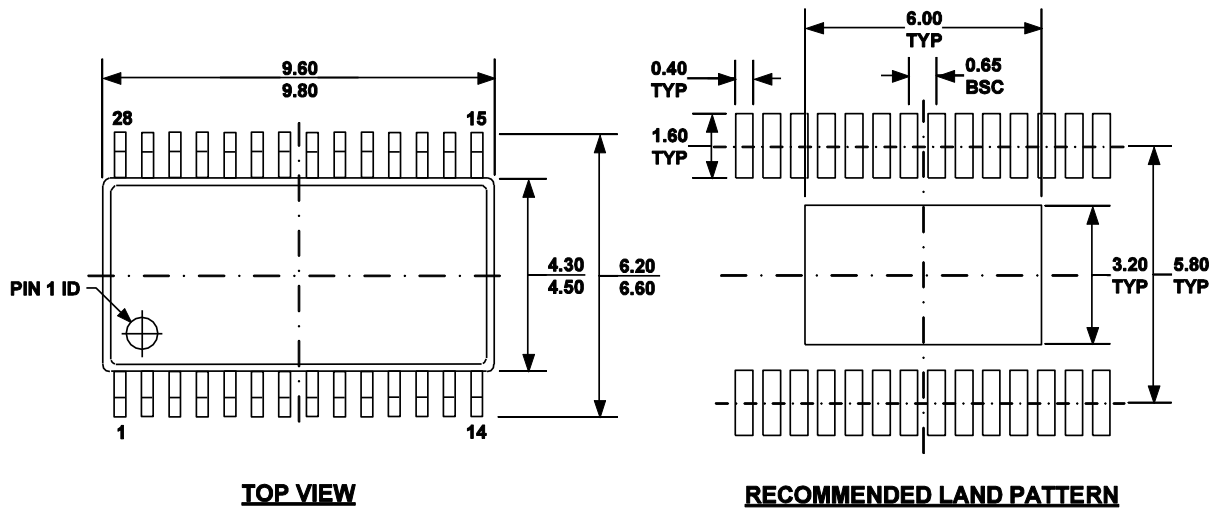 9.60
9.80
28
15
PIN 1 ID
4.30
4.50
6.20
6.60
1
14
TOP VIEW
6.00
TYP
0.40
TYP
0.65
BSC
1.60
TYP
3.20
TYP
5.80
TYP
RECOMMENDED LAND PATTERN